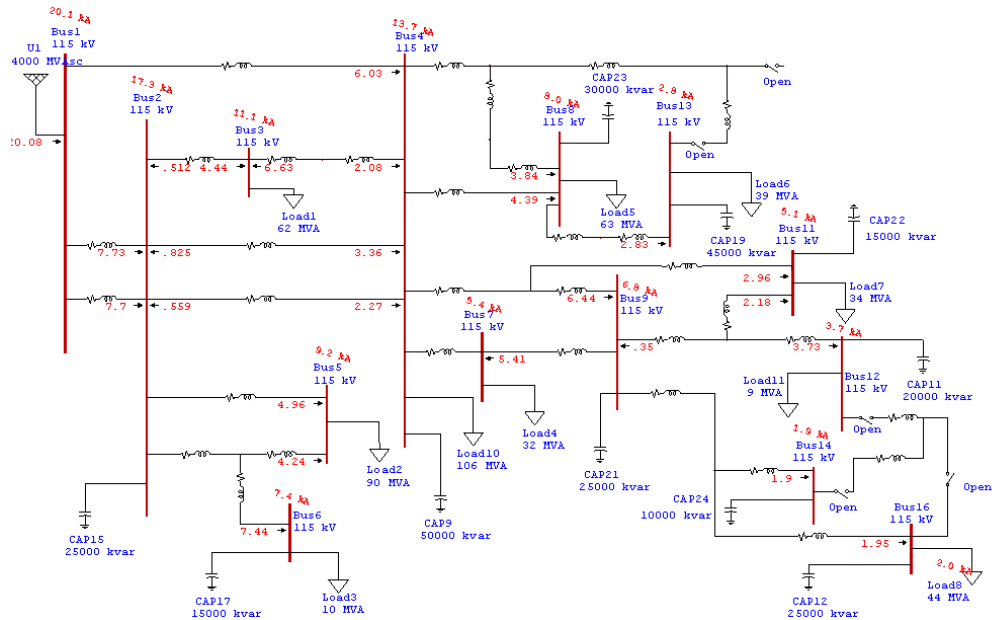 20.1 kA
Bus1
115 kV
U1
4000 MVAsc
20.08
17.3 kA
Bus2
115 kV
11.1 kA
Bus3
115 kV
.512
4.44
6.63
2.08
Load1
62 MVA
13.7 kA
Bus4
115 kV
6.03
CAP23
30000 kvar
8.0 kA
Bus8
115 kV
3.84
4.39
Load5
63 MVA
2.8 kA
Bus13
115 kV
Open
Open
Load6
39 MVA
2.83
CAP19
45000 kvar
7.73
.825
3.36
7.7
.559
2.27
5.1 kA
Bus11
115 kV
CAP22
15000 kvar
2.96
2.18
Load7
34 MVA
6.8 kA
Bus9
115 kV
6.44
.35
5.4 kA
Bus7
115 kV
5.41
Load4
32 MVA
3.7 kA
3.73
Bus12
115 kV
Load11
9 MVA
CAP11
20000 kvar
9.2 kA
Bus5
115 kV
4.96
4.24
Load2
90 MVA
Load10
106 MVA
CAP9
50000 kvar
CAP21
25000 kvar
Open
1.9 kA
Bus14
115 kV
1.9
CAP24
10000 kvar
Open
Open
CAP15
25000 kvar
7.4 kA
Bus6
115 kV
7.44
CAP17
15000 kvar
Load3
10 MVA
Bus16
115 kV
1.95
2.0 kA
Load8
44 MVA
CAP12
25000 kvar